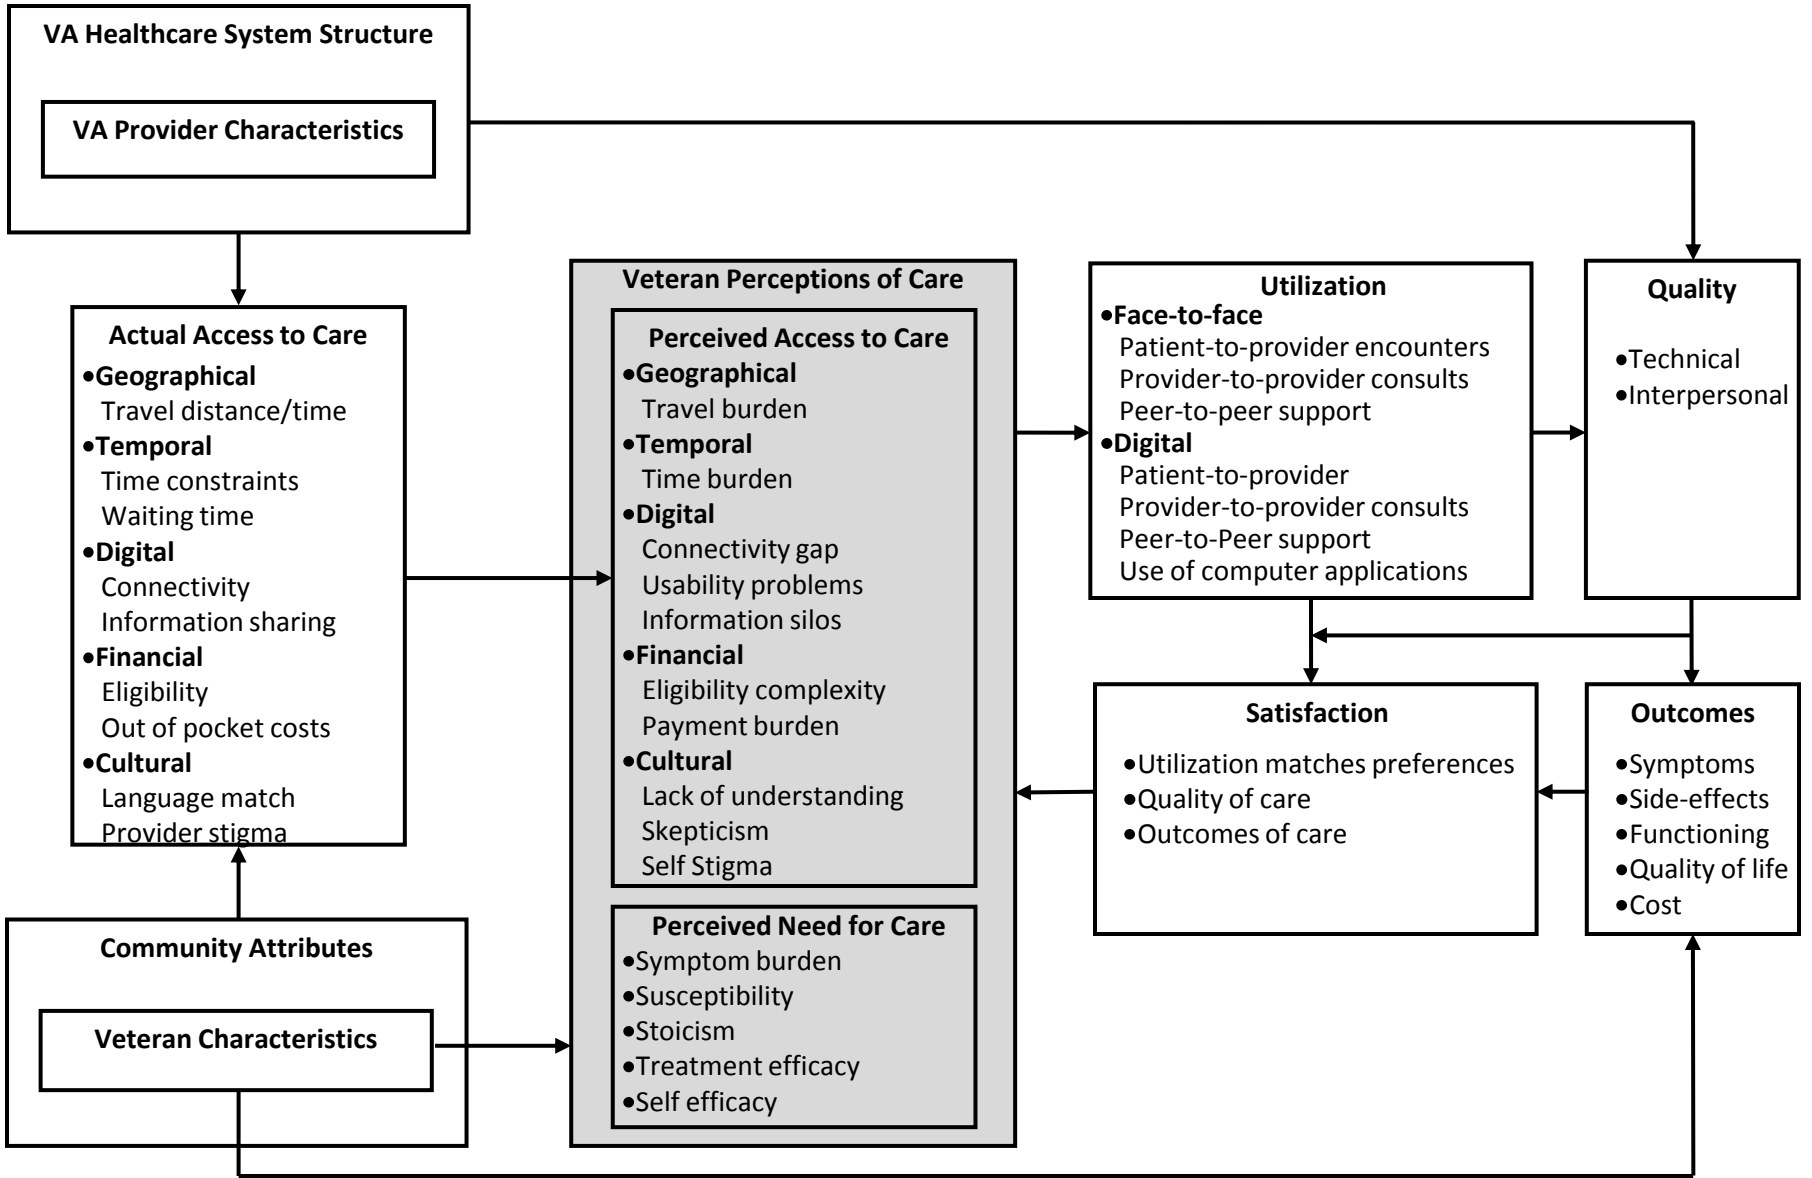 VA Healthcare System Structure
VA Provider Characteristics
Actual Access to Care
•Geographical
Travel distance/time
•Temporal
Time constraints
Waiting time
•Digital
Connectivity
Information sharing
•Financial
Eligibility
Out of pocket costs
•Cultural
Language match
Provider stigma
Community Attributes
Veteran Characteristics
Veteran Perceptions of Care
Perceived Access to Care
•Geographical
Travel burden
•Temporal
Time burden
•Digital
Connectivity gap
Usability problems
Information silos
•Financial
Eligibility complexity
Payment burden
•Cultural
Lack of understanding
Skepticism
Self Stigma
Perceived Need for Care
•Symptom burden
•Susceptibility
•Stoicism
•Treatment efficacy
•Self efficacy
Utilization
•Face-to-face
Patient-to-provider encounters
Provider-to-provider consults
Peer-to-peer support
•Digital
Patient-to-provider
Provider-to-provider consults
Peer-to-Peer support
Use of computer applications
Quality
•Technical
•Interpersonal
Satisfaction
•Utilization matches preferences
•Quality of care
•Outcomes of care
Outcomes
•Symptoms
•Side-effects
•Functioning
•Quality of life
•Cost